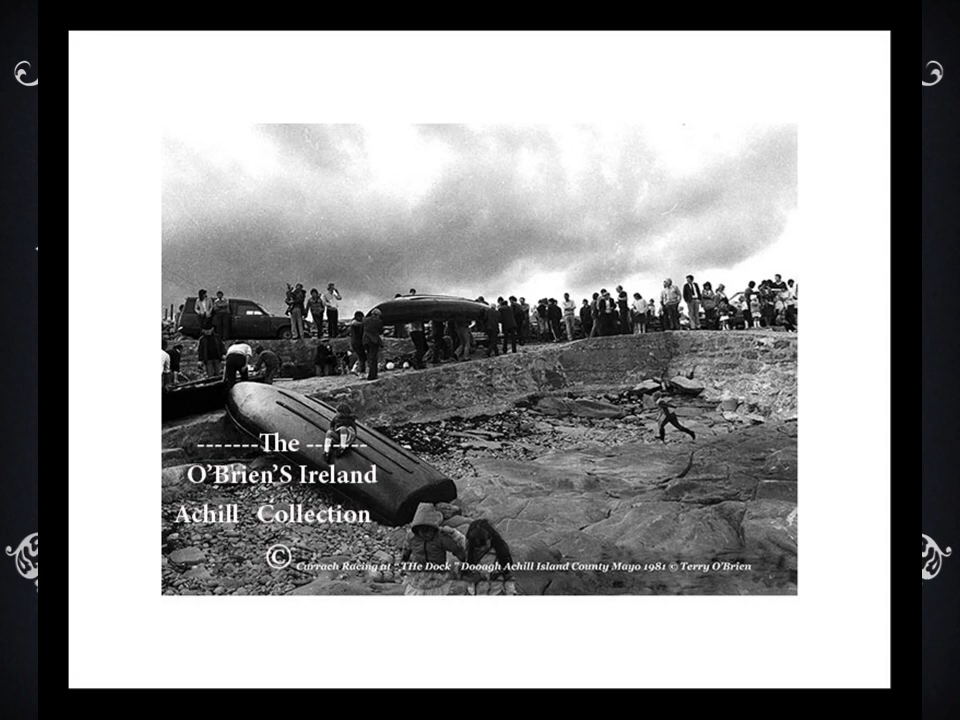 -------The -------
O'Brien'S Ireland
Achill Collection
© Currach Racing at " THe Dock " Dooagh Achill Island County Mayo 1981 © Terry O'Brien